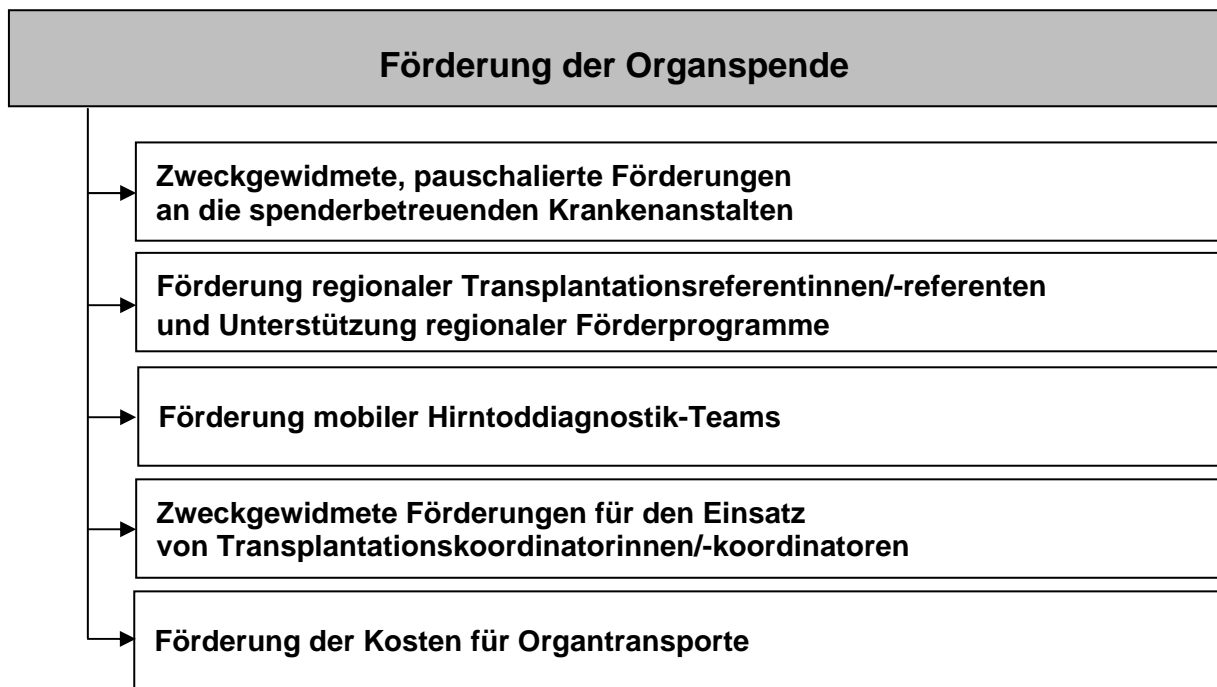 Förderung der Organspende
Zweckgewidmete, pauschalierte Förderungen
an die spenderbetreuenden Krankenanstalten
Förderung regionaler Transplantationsreferentinnen/-referenten
und Unterstützung regionaler Förderprogramme
Förderung mobiler Hirntoddiagnostik-Teams
Zweckgewidmete Förderungen für den Einsatz
von Transplantationskoordinatorinnen/-koordinatoren
Förderung der Kosten für Organtransporte